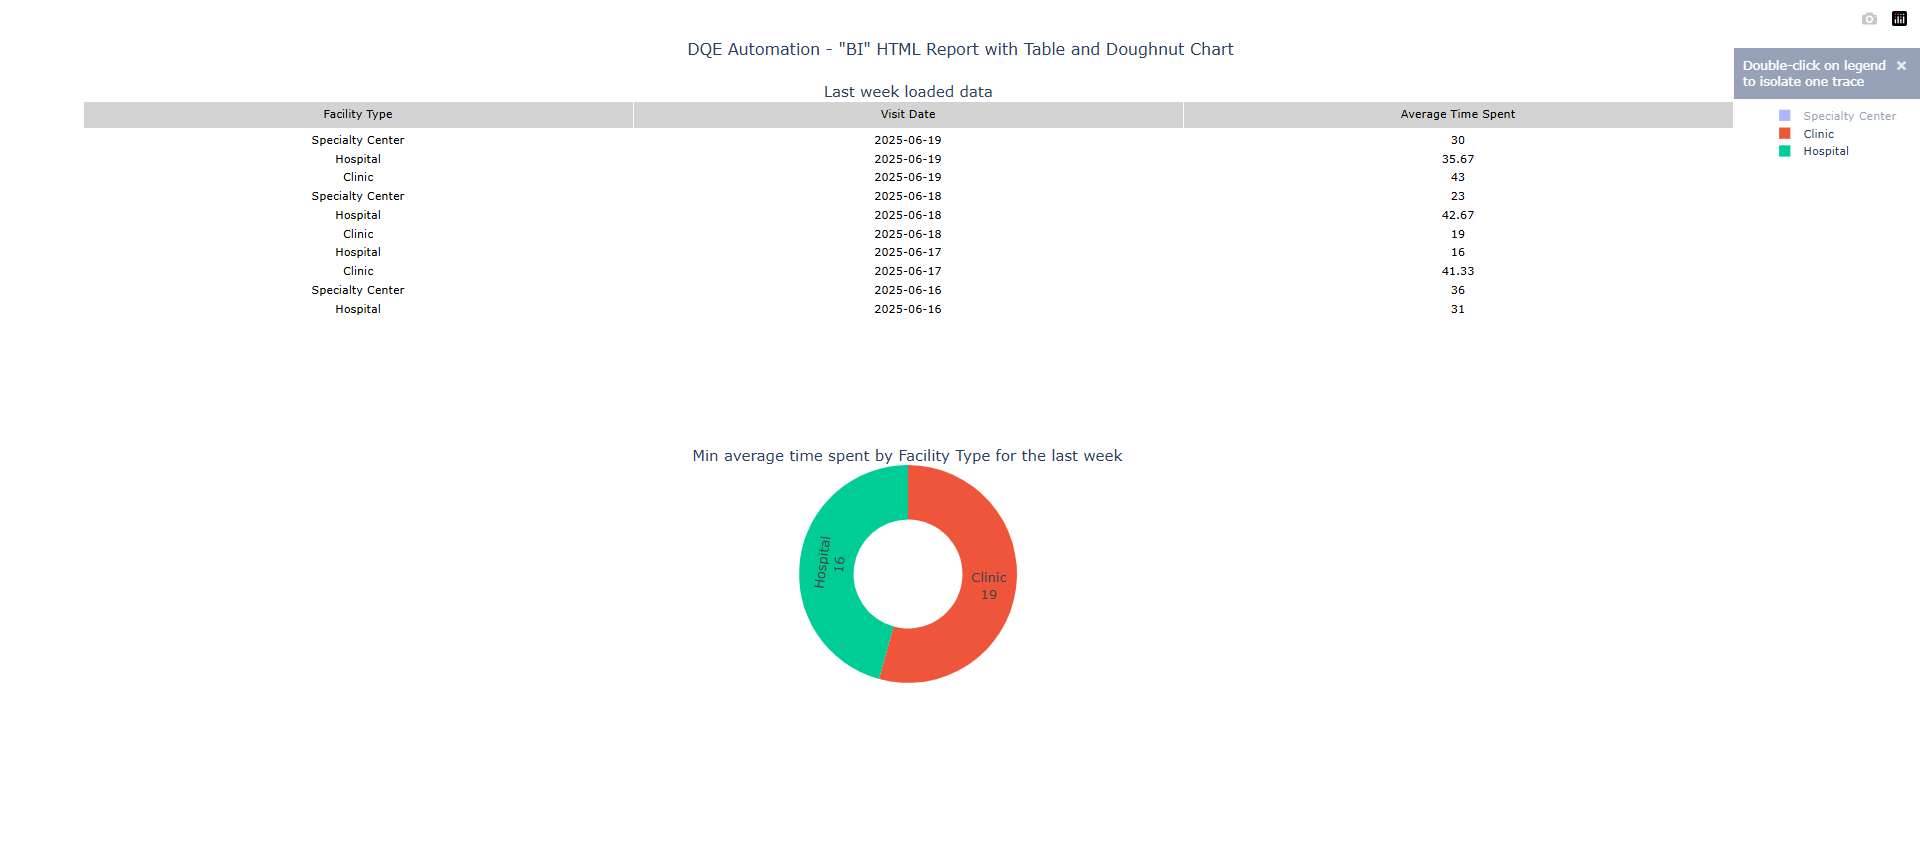 DQE Automation - "BI" HTML Report with Table and Doughnut Chart
Double-click on legend
to isolate one trace
×
Last week loaded data
Facility Type Visit Date Average Time Spent
Specialty Center 2025-06-19 30
Hospital 2025-06-19 35.67
Clinic 2025-06-19 43
Specialty Center 2025-06-18 23
Hospital 2025-06-18 42.67
Clinic 2025-06-18 19
Hospital 2025-06-17 16
Clinic 2025-06-17 41.33
Specialty Center 2025-06-16 36
Hospital 2025-06-16 31
Specialty Center
Clinic
Hospital
Min average time spent by Facility Type for the last week
Hospital
16
Clinic
19